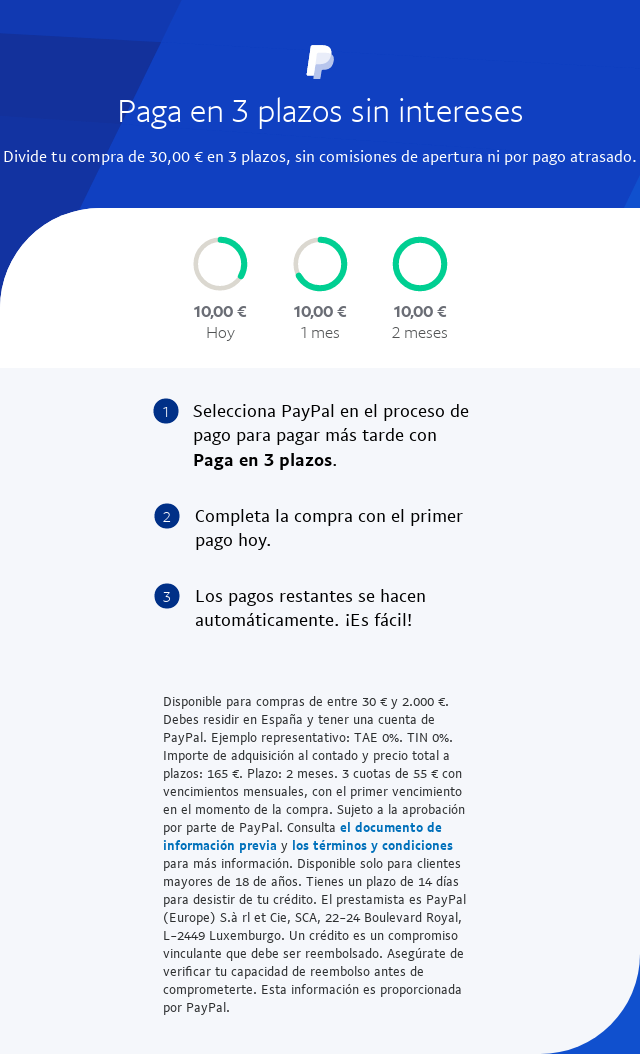 Paga en 3 plazos sin intereses
Divide tu compra de 30,00 € en 3 plazos, sin comisiones de apertura ni por pago atrasado.
10,00 € 10,00 € 10,00 €
Hoy 1 mes 2 meses
1 Selecciona PayPal en el proceso de
pago para pagar más tarde con
Paga en 3 plazos.
2 Completa la compra con el primer
pago hoy.
3 Los pagos restantes se hacen
automáticamente. ¡Es fácil!
Disponible para compras de entre 30 € y 2.000 €.
Debes residir en España y tener una cuenta de
PayPal. Ejemplo representativo: TAE 0%. TIN 0%.
Importe de adquisición al contado y precio total a
plazos: 165 €. Plazo: 2 meses. 3 cuotas de 55 € con
vencimientos mensuales, con el primer vencimiento
en el momento de la compra. Sujeto a la aprobación
por parte de PayPal. Consulta el documento de
información previa y los términos y condiciones
para más información. Disponible solo para clientes
mayores de 18 de años. Tienes un plazo de 14 días
para desistir de tu crédito. El prestamista es PayPal
(Europe) S.à rl et Cie, SCA, 22-24 Boulevard Royal,
L-2449 Luxemburgo. Un crédito es un compromiso
vinculante que debe ser reembolsado. Asegúrate de
verificar tu capacidad de reembolso antes de
comprometerte. Esta información es proporcionada
por PayPal.